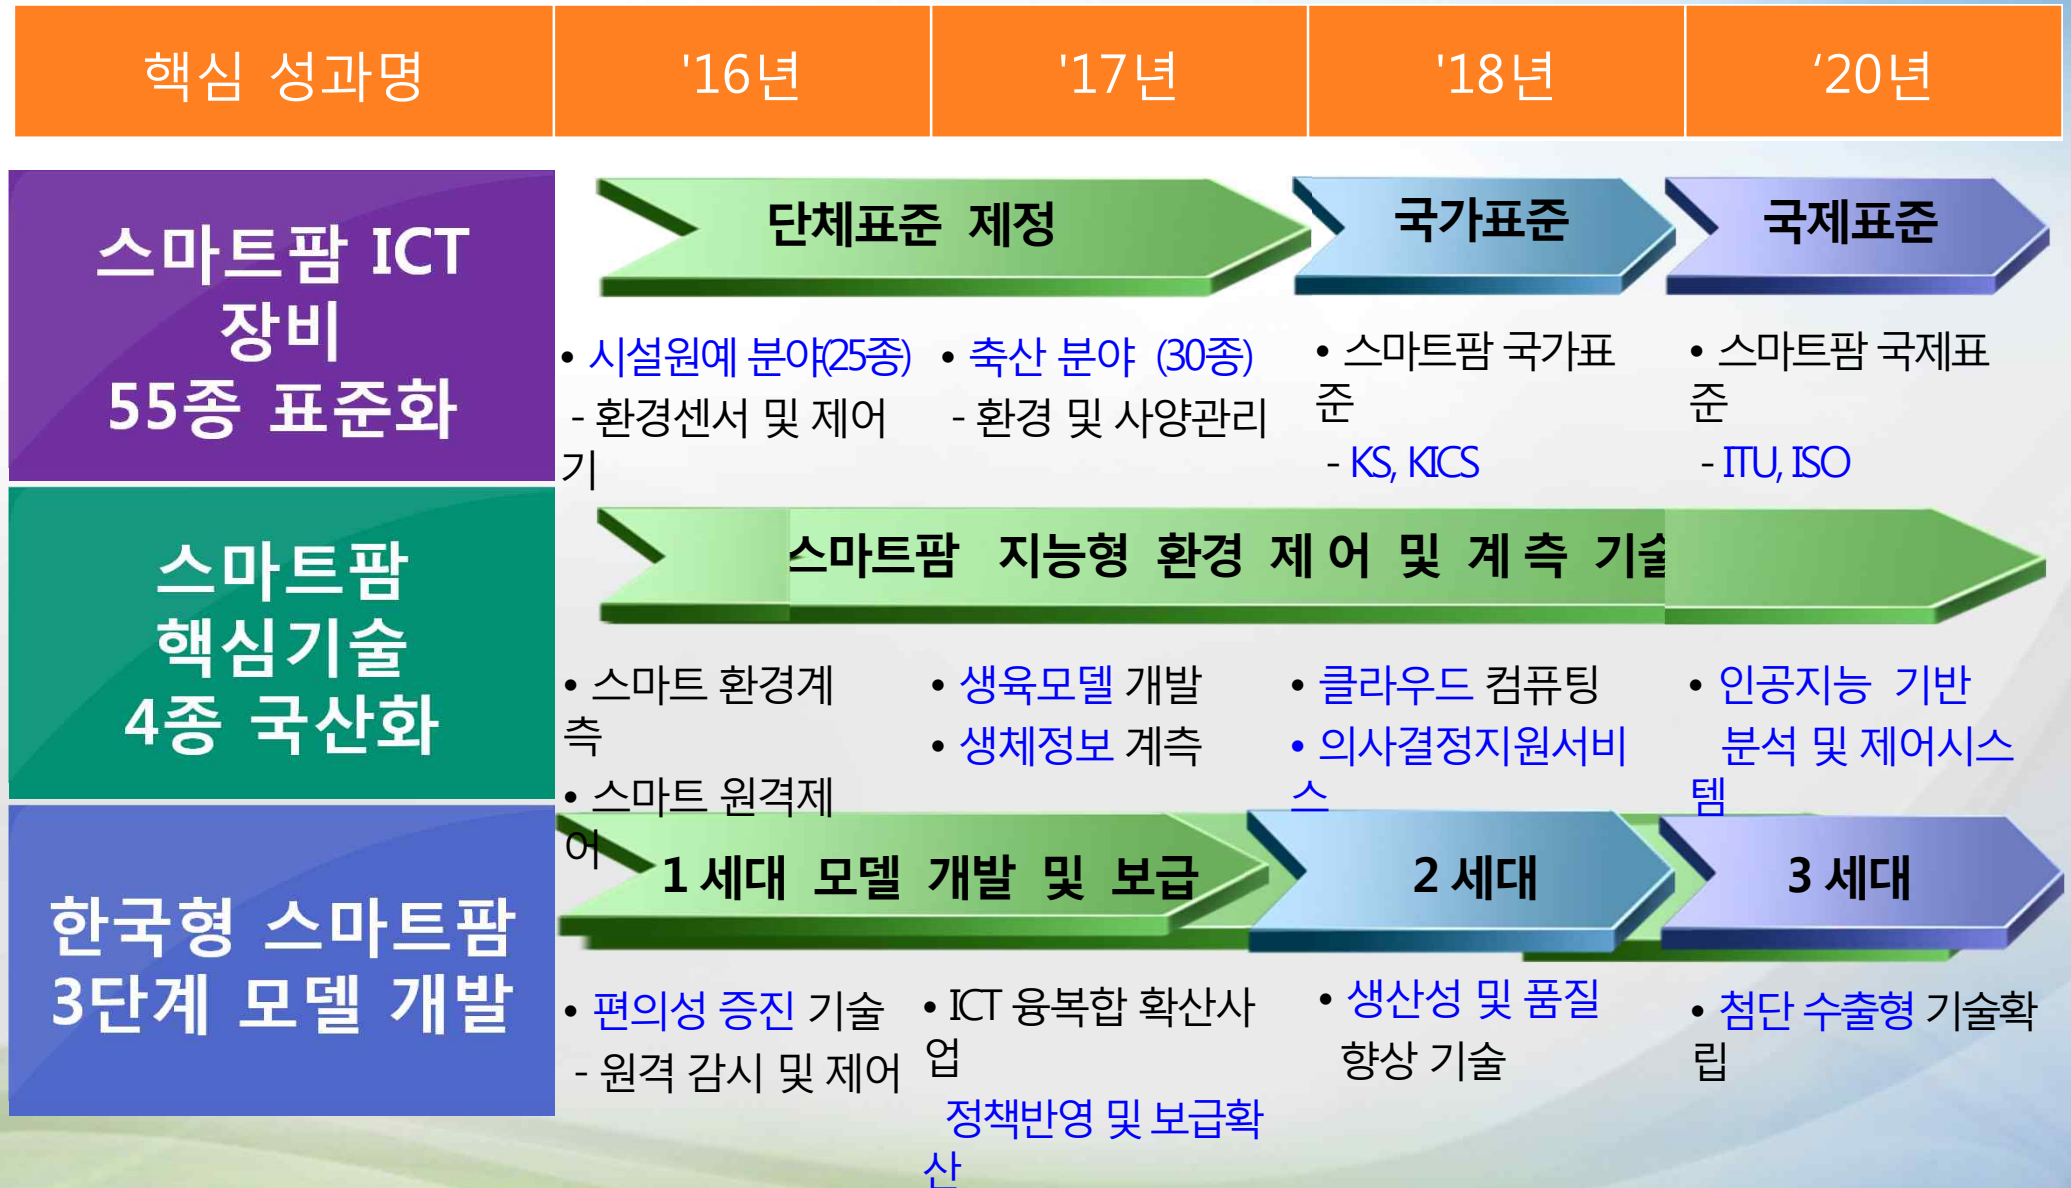 핵심 성과명 '16년 '17년 '18년 ‘20년
스마트팜 ICT
장비
55종 표준화
단체표준 제정
국가표준
국제표준
• 시설원예 분야(25종)
- 환경센서 및 제어
기
• 축산 분야 (30종)
- 환경 및 사양관리
• 스마트팜 국가표
준
- KS, KICS
• 스마트팜 국제표
준
- ITU, ISO
스마트팜
핵심기술
4종 국산화
스마트팜 지능형 환경 제 어 및 계 측 기술
• 스마트 환경계
측
• 스마트 원격제
어
• 생육모델 개발
• 생체정보 계측
• 클라우드 컴퓨팅
• 의사결정지원서비
스
• 인공지능 기반
분석 및 제어시스
템
한국형 스마트팜
3단계 모델 개발
1 세대 모델 개발 및 보급
2 세대
3 세대
• 편의성 증진 기술
- 원격 감시 및 제어
• ICT 융복합 확산사
업
정책반영 및 보급확
산
• 생산성 및 품질
향상 기술
• 첨단 수출형 기술확
립